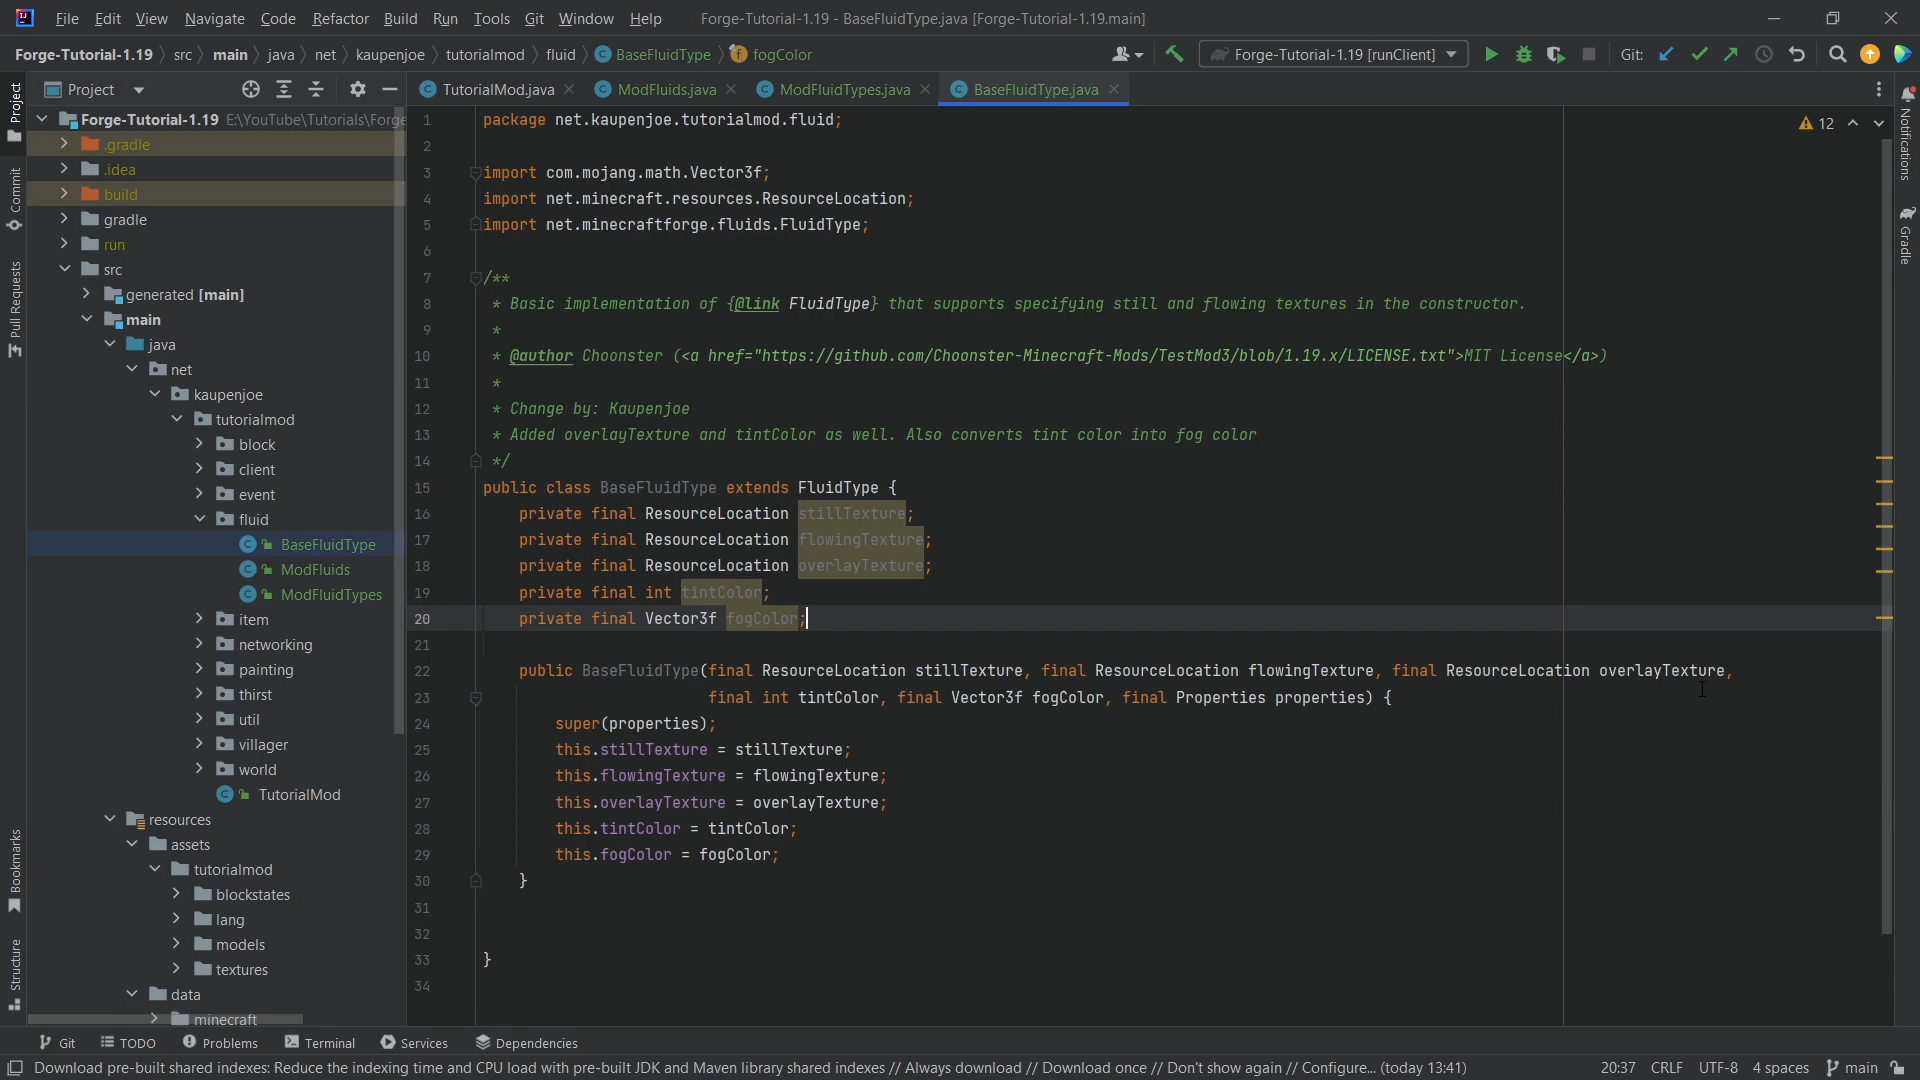 File Edit View Navigate Code Refactor Build Run Tools Git Window Help Forge-Tutorial-1.19 - BaseFluidType.java [Forge-Tutorial-1.19.main]
Forge-Tutorial-1.19 src main java net kaupenjoe tutorialmod fluid BaseFluidType fogColor Forge-Tutorial-1.19 [runClient] Git:
Project TutorialMod.java ModFluids.java ModFluidTypes.java BaseFluidType.java
Project
Commit
Pull Requests
Bookmarks
Structure
Forge-Tutorial-1.19 E:\YouTube\Tutorials\Forge
.gradle
.idea
build
gradle
run
src
generated [main]
main
java
net
kaupenjoe
tutorialmod
block
client
event
fluid
BaseFluidType
ModFluids
ModFluidTypes
item
networking
painting
thirst
util
villager
world
TutorialMod
resources
assets
tutorialmod
blockstates
lang
models
textures
data
minecraft
1 package net.kaupenjoe.tutorialmod.fluid;
2
3 import com.mojang.math.Vector3f;
4 import net.minecraft.resources.ResourceLocation;
5 import net.minecraftforge.fluids.FluidType;
6
7 /**
8 * Basic implementation of {@link FluidType} that supports specifying still and flowing textures in the constructor.
9 *
10 * @author Choonster (<a href="https://github.com/Choonster-Minecraft-Mods/TestMod3/blob/1.19.x/LICENSE.txt">MIT License</a>)
11 *
12 * Change by: Kaupenjoe
13 * Added overlayTexture and tintColor as well. Also converts tint color into fog color
14 */
15 public class BaseFluidType extends FluidType {
16 private final ResourceLocation stillTexture;
17 private final ResourceLocation flowingTexture;
18 private final ResourceLocation overlayTexture;
19 private final int tintColor;
20 private final Vector3f fogColor;
21
22 public BaseFluidType(final ResourceLocation stillTexture, final ResourceLocation flowingTexture, final ResourceLocation overlayTexture,
23 final int tintColor, final Vector3f fogColor, final Properties properties) {
24 super(properties);
25 this.stillTexture = stillTexture;
26 this.flowingTexture = flowingTexture;
27 this.overlayTexture = overlayTexture;
28 this.tintColor = tintColor;
29 this.fogColor = fogColor;
30 }
31
32
33 }
34
12
Notifications
Gradle
Git TODO Problems Terminal Services Dependencies
Download pre-built shared indexes: Reduce the indexing time and CPU load with pre-built JDK and Maven library shared indexes // Always download // Download once // Don't show again // Configure... (today 13:41) 20:37 CRLF UTF-8 4 spaces main